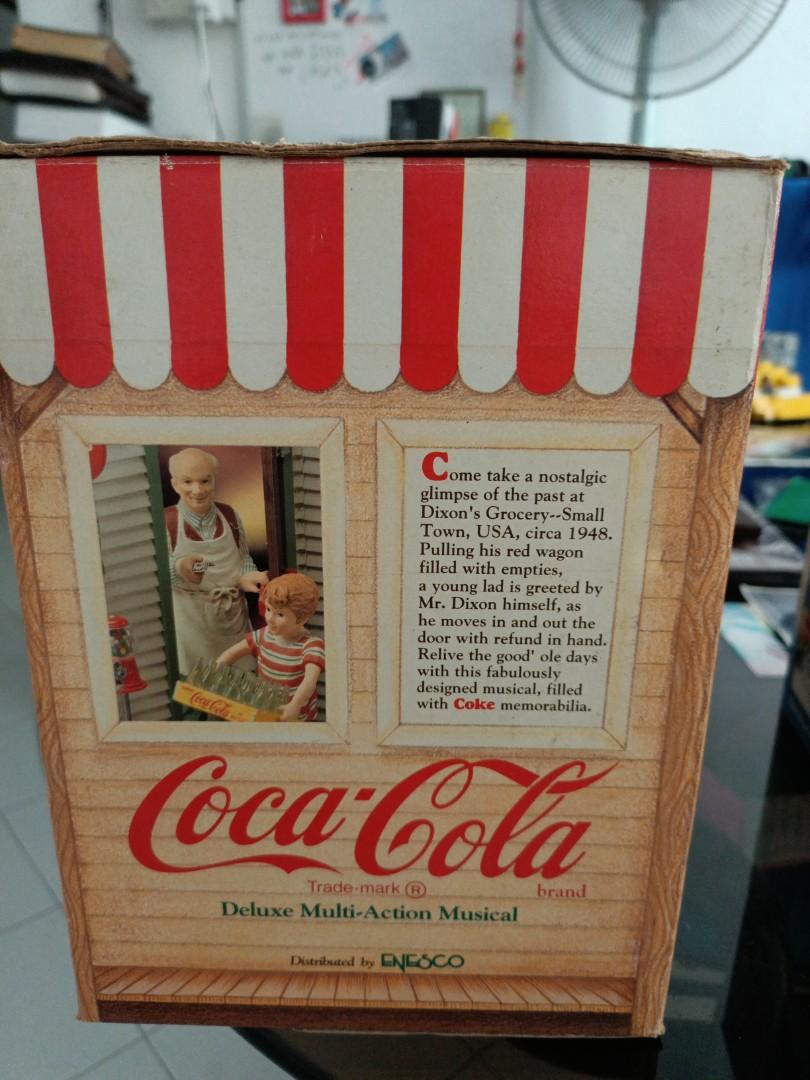 Come take a nostalgic
glimpse of the past at
Dixon's Grocery--Small
Town, USA, circa 1948.
Pulling his red wagon
filled with empties,
a young lad is greeted by
Mr. Dixon himself, as
he moves in and out the
door with refund in hand.
Relive the good' ole days
with this fabulously
designed musical, filled
with Coke memorabilia.
Coca-Cola
Coca-Cola
Trade-mark ®
brand
Deluxe Multi-Action Musical
Distributed by ENESCO